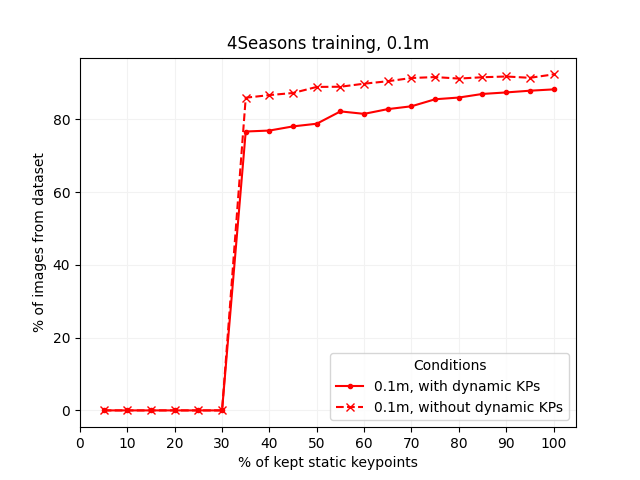 4Seasons training, 0.1m
% of images from dataset
80
60
40
20
0
0 10 20 30 40 50 60 70 80 90 100
% of kept static keypoints
Conditions
0.1m, with dynamic KPs
0.1m, without dynamic KPs